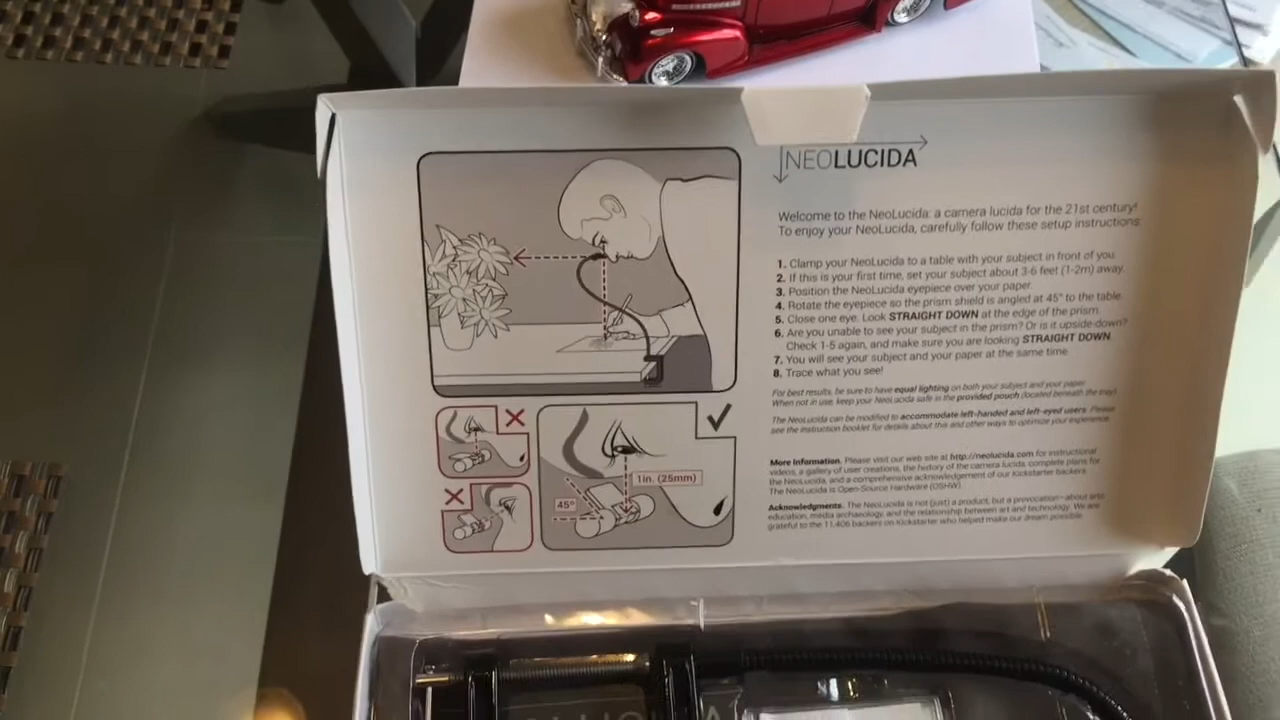 NEOLUCIDA
Welcome to the NeoLucida: a camera lucida for the 21st century!
To enjoy your NeoLucida, carefully follow these setup instructions
1. Clamp your NeoLucida to a table with your subject in front of you.
2. If this is your first time, set your subject about 3-6 feet (1-2m) away.
3. Position the NeoLucida eyepiece over your paper.
4. Rotate the eyepiece so the prism shield is angled at 45° to the table.
5. Close one eye. Look STRAIGHT DOWN at the edge of the prism.
6. Are you unable to see your subject in the prism? Or is it upside-down?
Check 1-5 again, and make sure you are looking STRAIGHT DOWN.
7. You will see your subject and your paper at the same time.
8. Trace what you see!
For best results, be sure to have equal lighting on both your subject and your paper.
When not in use, keep your NeoLucida safe in the provided pouch (located beneath the tray).
The NeoLucida can be modified to accommodate left-handed and left-eyed users. Please
see the instruction booklet for details about this and other ways to optimize your experience.
More Information. Please visit our web site at http://neolucida.com for instructional
videos, a gallery of user creations, the history of the camera lucida, complete plans for
the NeoLucida, and a comprehensive acknowledgement of our Kickstarter backers.
The NeoLucida is Open-Source Hardware (OSHW).
Acknowledgments. The NeoLucida is not (just) a product, but a provocation—about arts
education, media archaeology, and the relationship between art and technology. We are
grateful to the 11,406 backers on Kickstarter who helped make our dream possible.
1in. (25mm)
45°